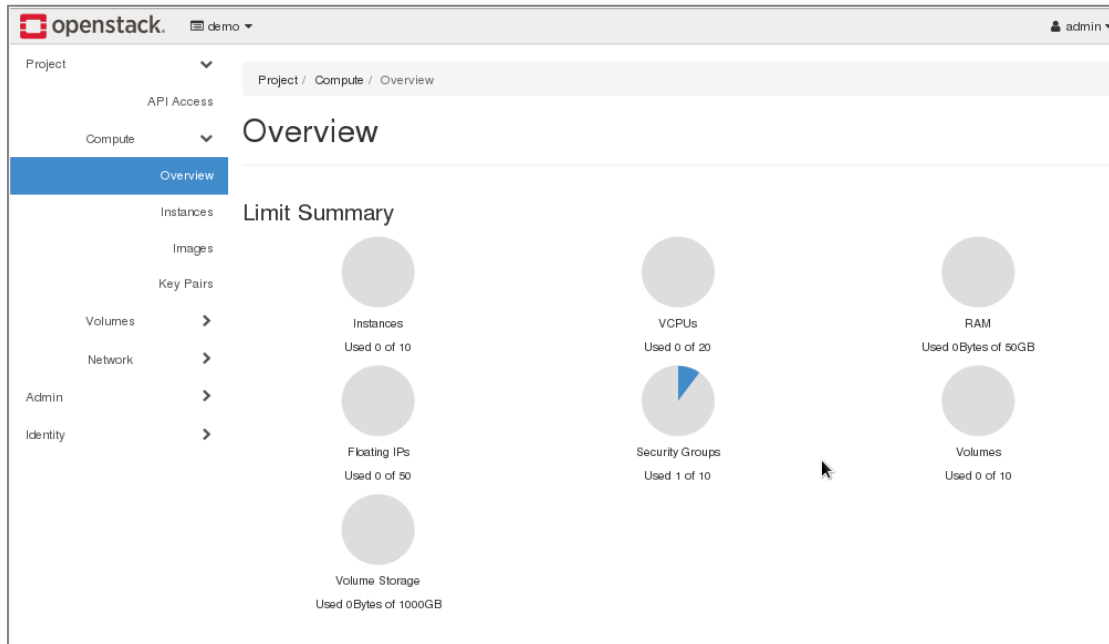 openstack. demo admin
Project
API Access
Compute
Overview
Instances
Images
Key Pairs
Volumes
Network
Admin
Identity
Project / Compute / Overview
Overview
Limit Summary
Instances
Used 0 of 10
VCPUs
Used 0 of 20
RAM
Used 0Bytes of 50GB
Floating IPs
Used 0 of 50
Security Groups
Used 1 of 10
Volumes
Used 0 of 10
Volume Storage
Used 0Bytes of 1000GB